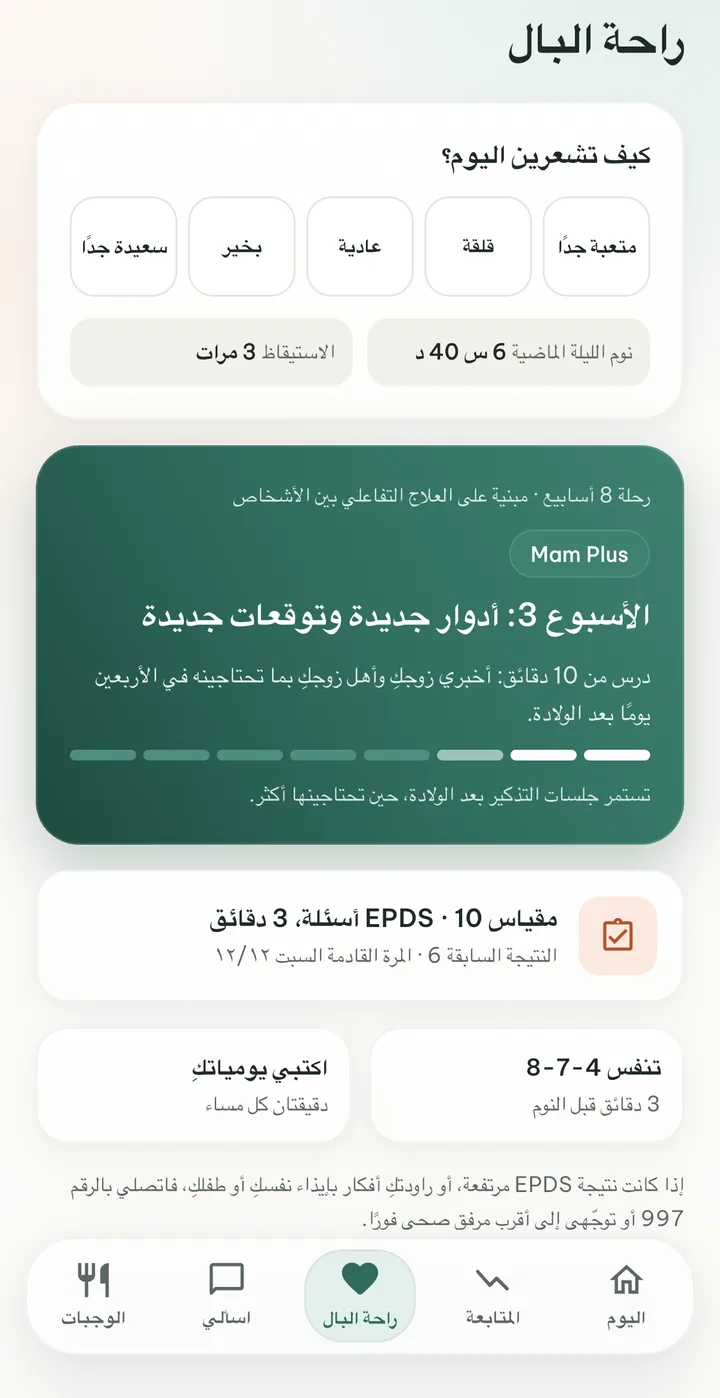 راحة البال
كيف تشعرين اليوم؟
متعبة جدًا
قلقة
عادية
بخير
سعيدة جدًا
نوم الليلة الماضية 6 س 40 د
الاستيقاظ 3 مرات
رحلة 8 أسابيع · مبنية على العلاج التفاعلي بين الأشخاص
Mam Plus
الأسبوع 3: أدوار جديدة وتوقعات جديدة
درس من 10 دقائق: أخبري زوجكِ وأهل زوجكِ بما تحتاجينه في الأربعين
يومًا بعد الولادة.
تستمر جلسات التذكير بعد الولادة، حين تحتاجينها أكثر.
مقياس EPDS · 10 أسئلة، 3 دقائق
النتيجة السابقة 6 · المرة القادمة السبت ١٢/١٢
تنفس 4-7-8
3 دقائق قبل النوم
اكتبي يومياتكِ
دقيقتان كل مساء
إذا كانت نتيجة EPDS مرتفعة، أو راودتكِ أفكار بإيذاء نفسكِ أو طفلكِ، فاتصلي بالرقم
997 أو توجّهي إلى أقرب مرفق صحي فورًا.
اليوم
المتابعة
راحة البال
اسألي
الوجبات